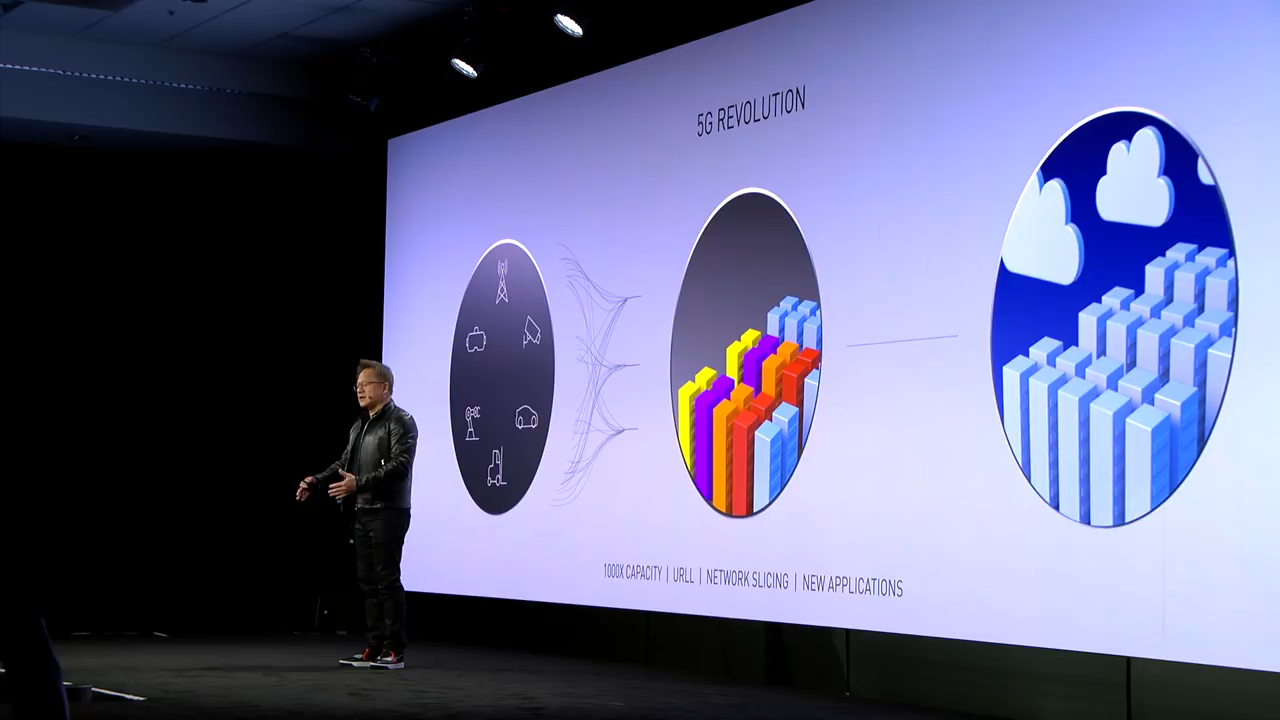 5G REVOLUTION
1000X CAPACITY | URLL | NETWORK SLICING | NEW APPLICATIONS